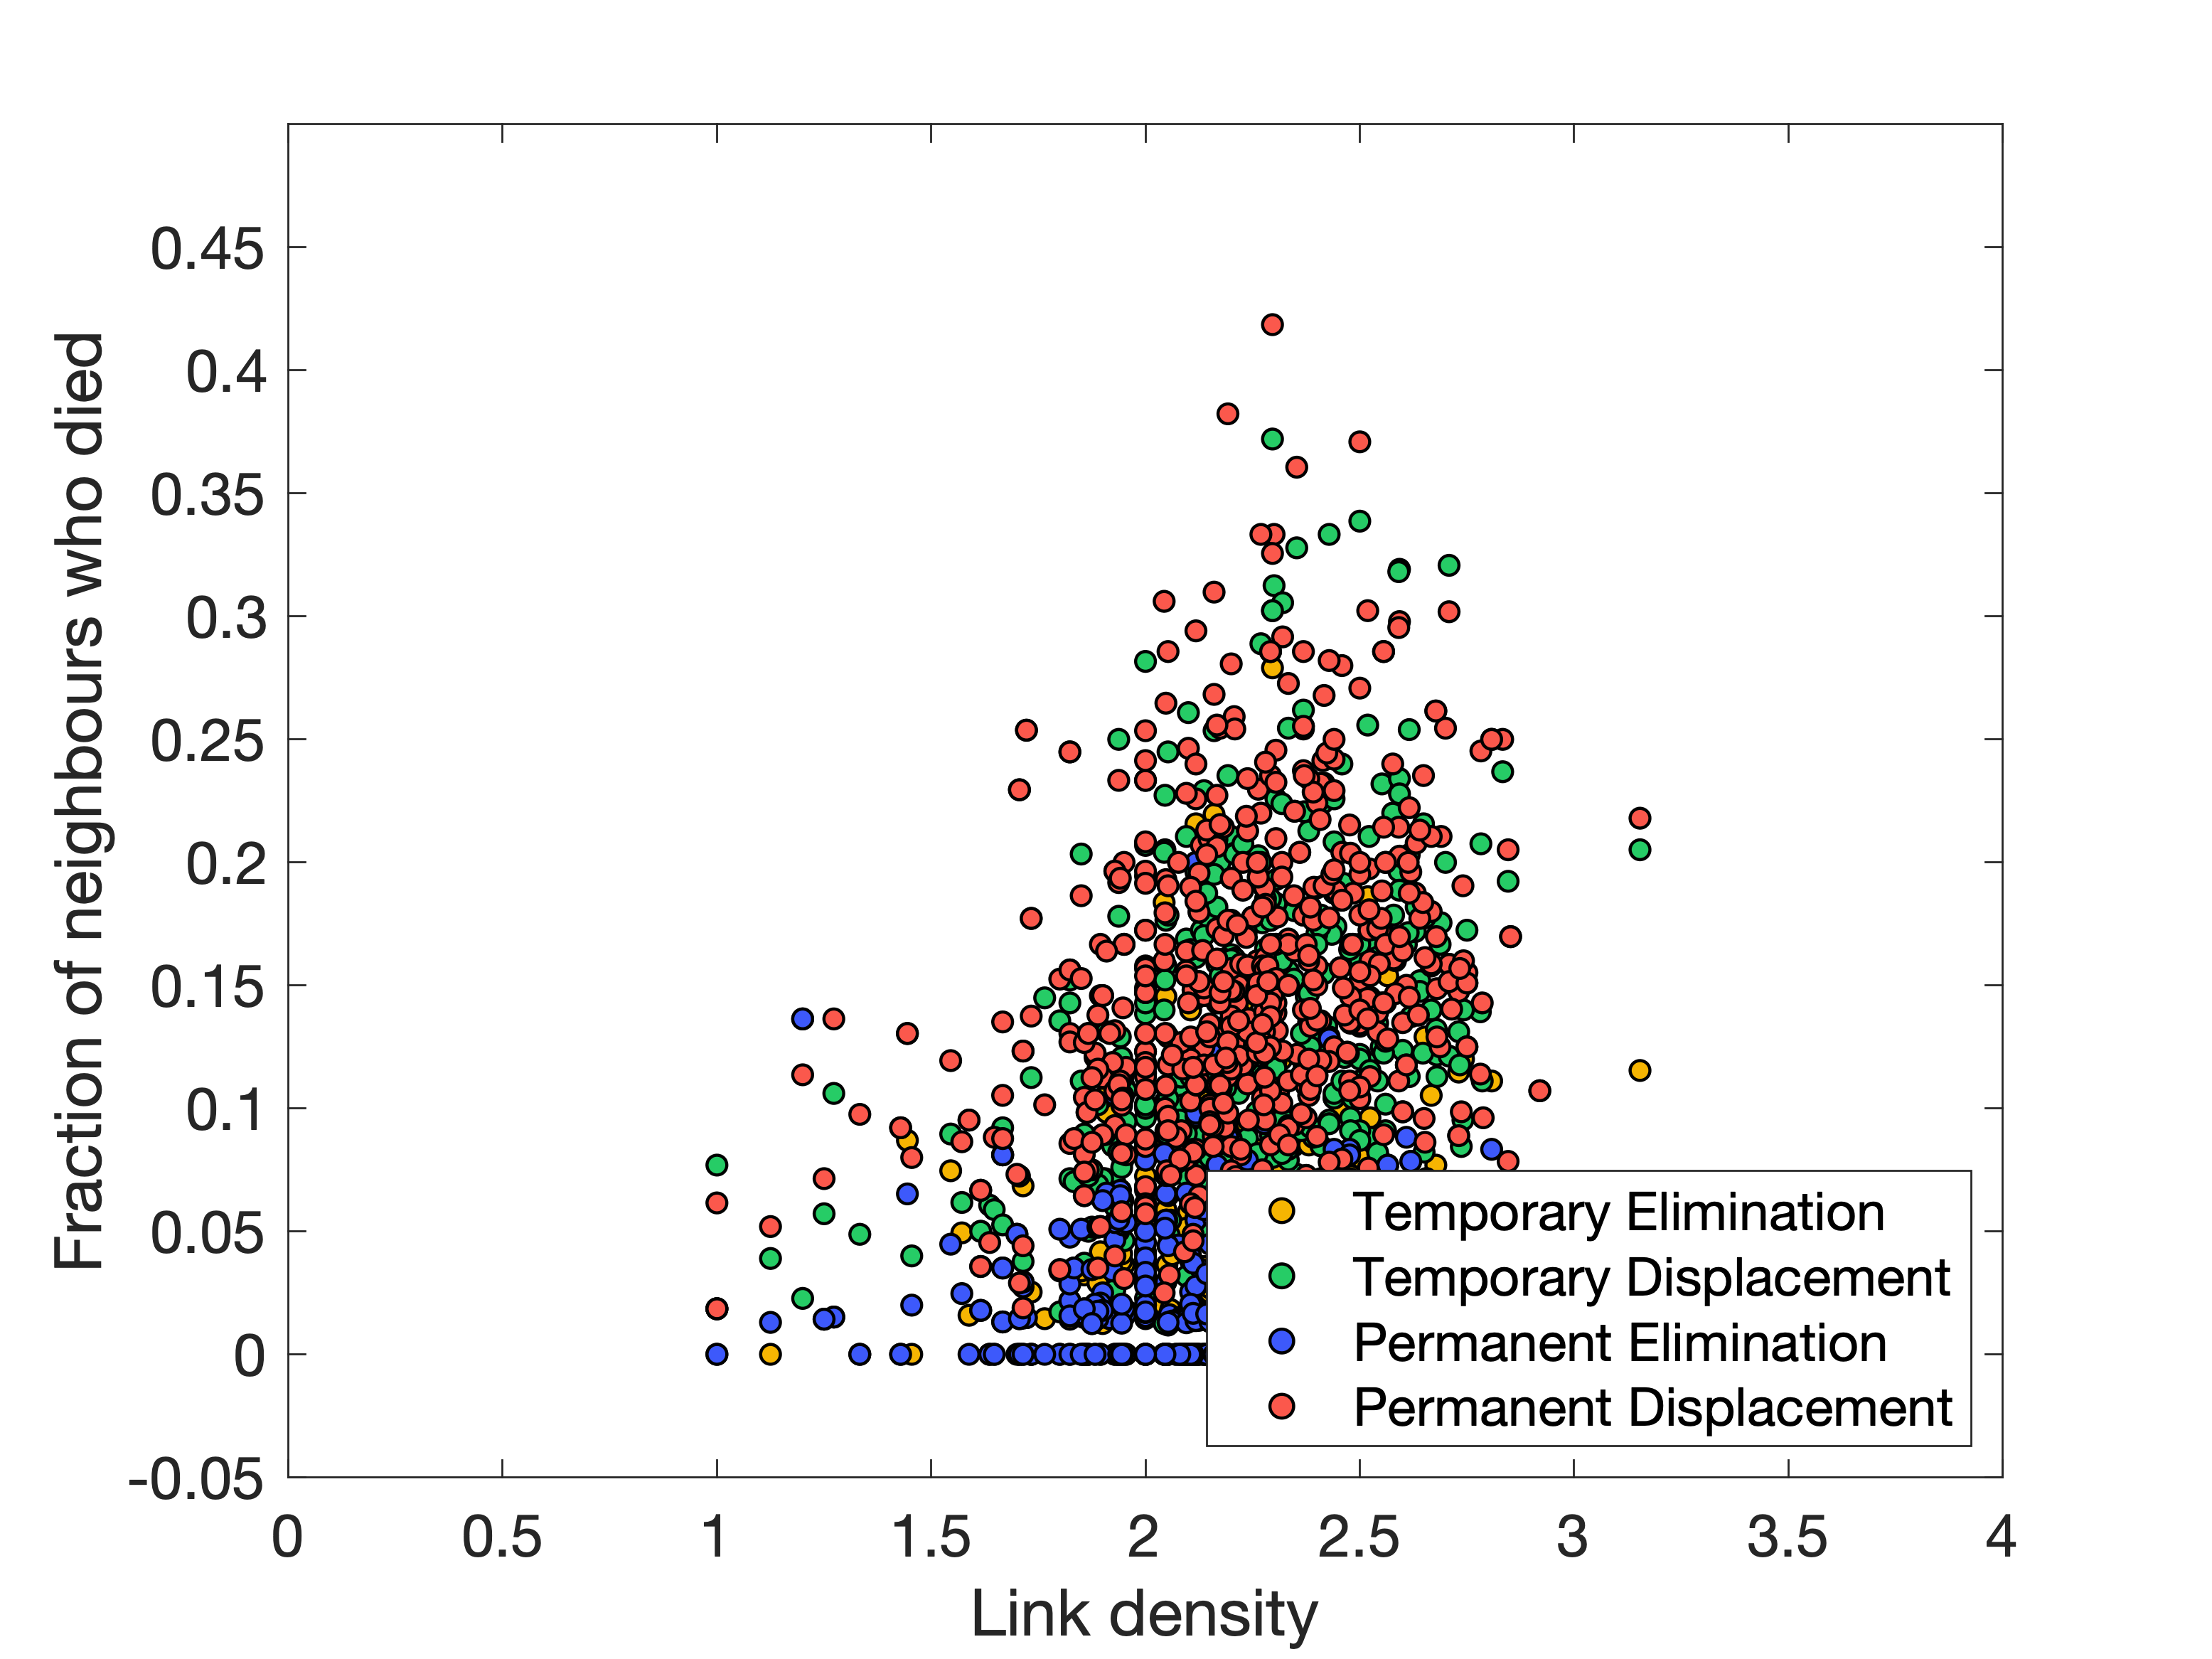 Fraction of neighbours who died
0.45
0.4
0.35
0.3
0.25
0.2
0.15
0.1
0.05
0
-0.05
0 0.5 1 1.5 2 2.5 3 3.5 4
Link density
Temporary Elimination
Temporary Displacement
Permanent Elimination
Permanent Displacement